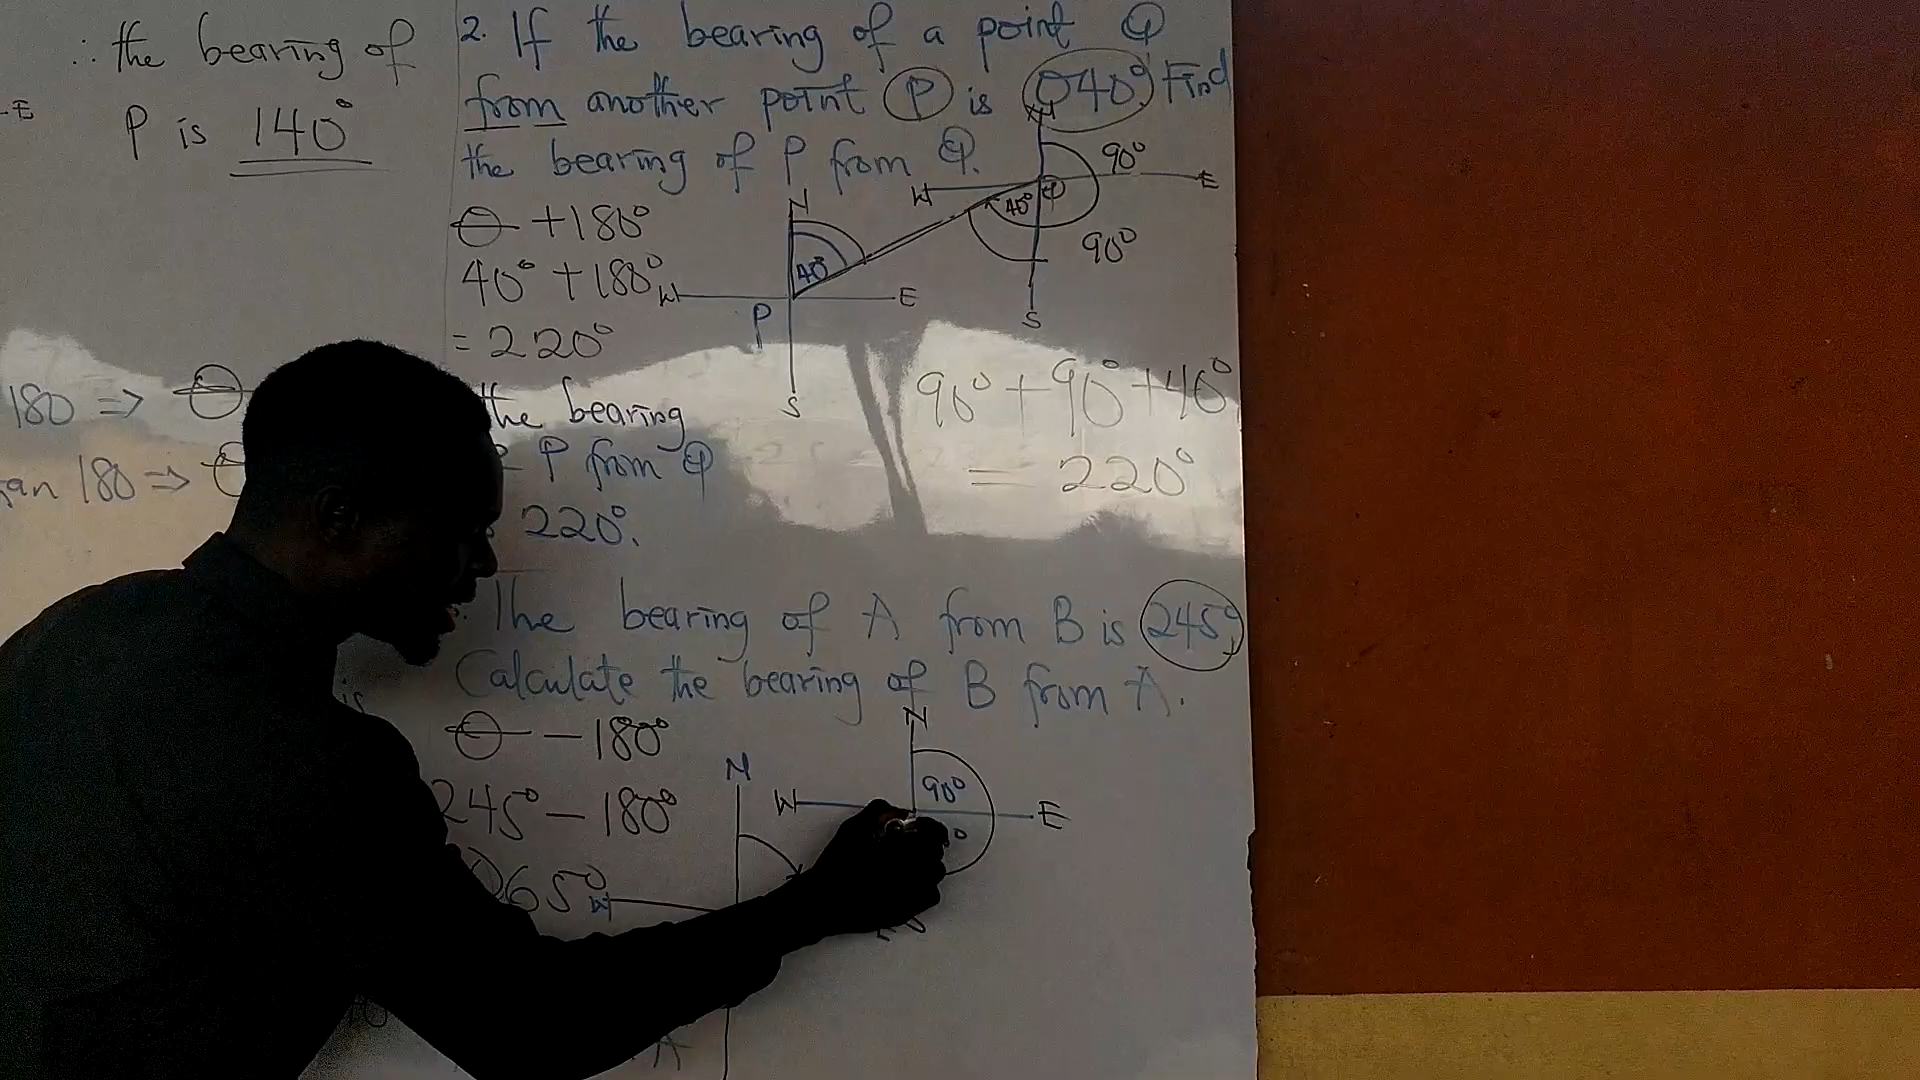 ∴ the bearing of
P is 140°
-E
180 ⇒ θ
an 180 ⇒ θ
2. If the bearing of a point Q
from another point P is 040°, Find
the bearing of P from Q.
θ + 180°
40° + 180°
= 220°
the bearing
P from Q
220°.
N
40°
W
E
P
S
N
90°
W
E
40°
Q
90°
S
90° + 90° + 40°
= 220°
The bearing of A from B is 245°,
Calculate the bearing of B from A.
is
θ - 180°
245° - 180°
065°
N
W
A
N
90°
W
E